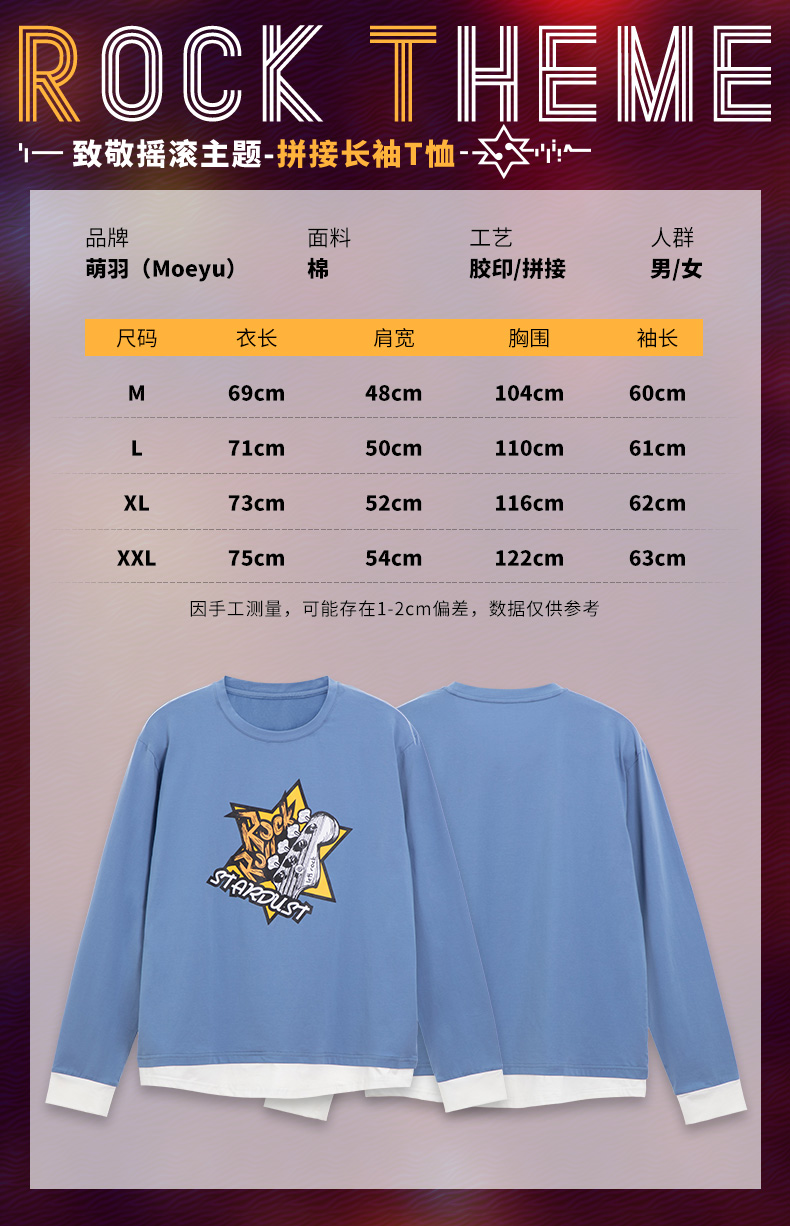 ROCK THEME
致敬摇滚主题-拼接长袖T恤
品牌 面料 工艺 人群
萌羽（Moeyu） 棉 胶印/拼接 男/女
尺码 衣长 肩宽 胸围 袖长
M 69cm 48cm 104cm 60cm
L 71cm 50cm 110cm 61cm
XL 73cm 52cm 116cm 62cm
XXL 75cm 54cm 122cm 63cm
因手工测量，可能存在1-2cm偏差，数据仅供参考
Rock
Roll
STARDUST